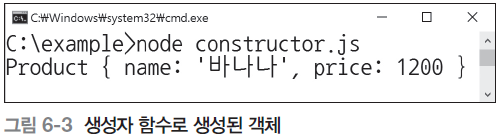 C:₩Windows₩system32₩cmd.exe
C:\example>node constructor.js
Product { name: '바나나', price: 1200 }
그림 6-3 생성자 함수로 생성된 객체